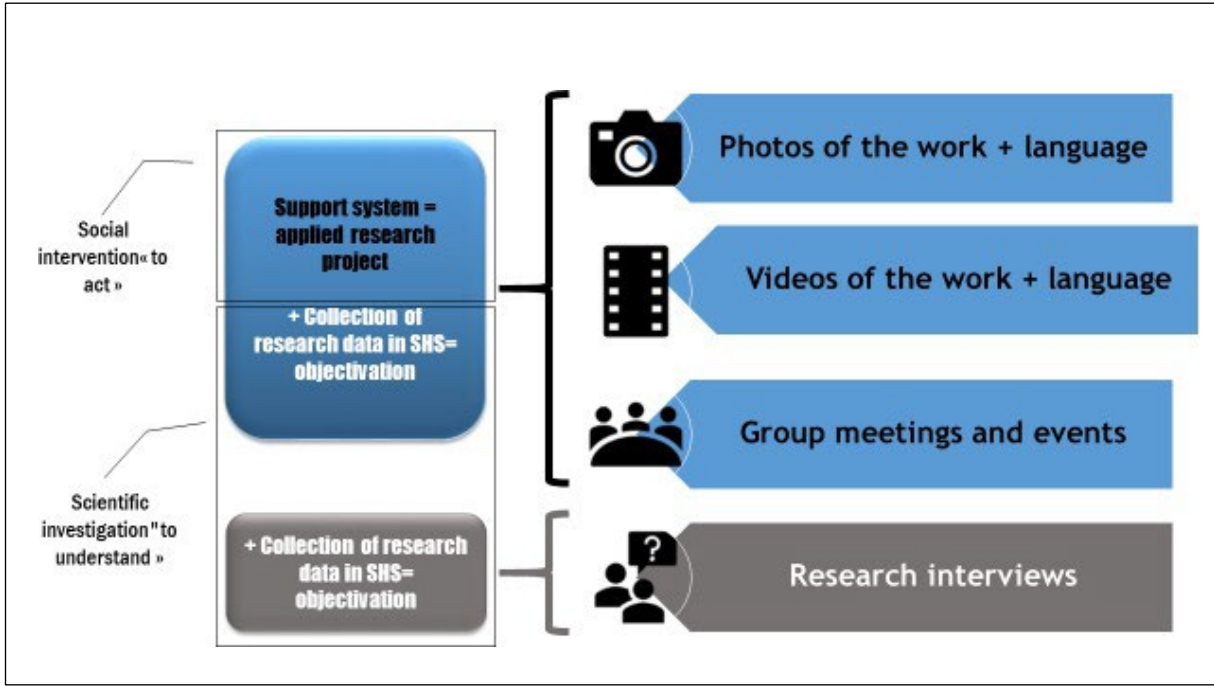 Social
intervention« to
act »
Support system =
applied research
project
+ Collection of
research data in SHS=
objectivation
Scientific
investigation" to
understand »
+ Collection of research
data in SHS=
objectivation
Photos of the work + language
Videos of the work + language
Group meetings and events
?
Research interviews